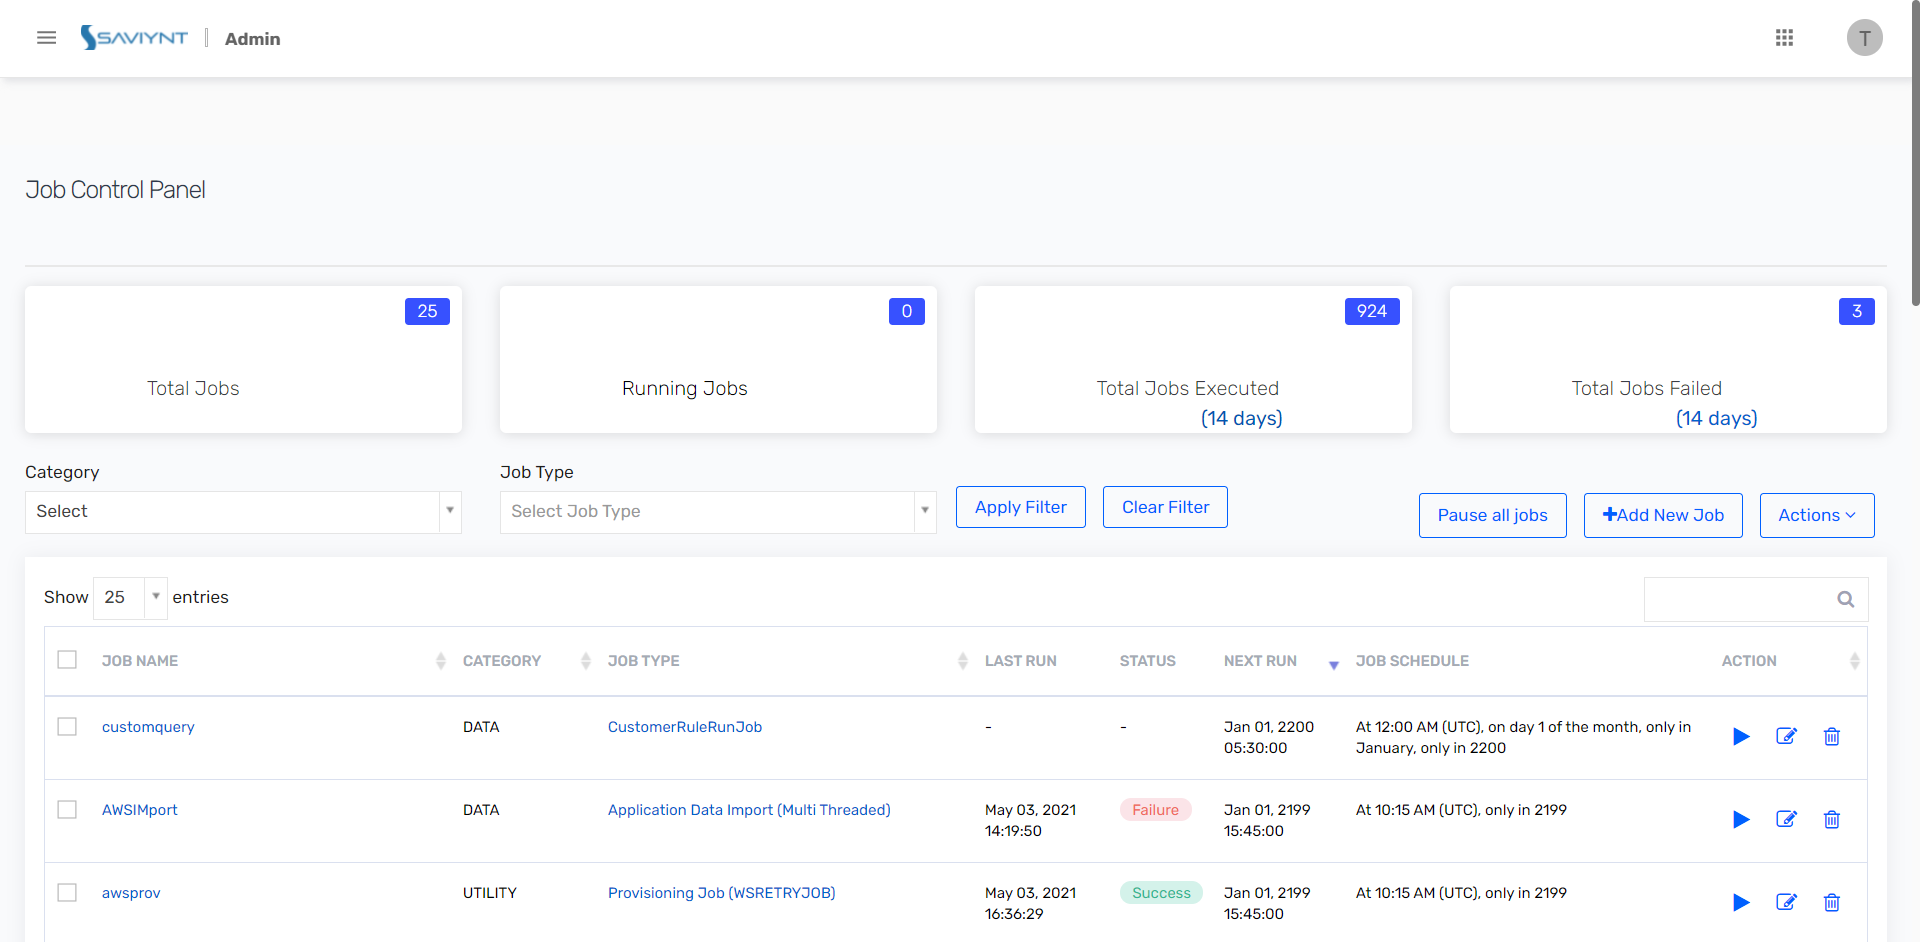 SAVIYNT Admin T
Job Control Panel
25 0 924 3
Total Jobs Running Jobs Total Jobs Executed Total Jobs Failed
(14 days) (14 days)
Category Job Type
Select Select Job Type Apply Filter Clear Filter Pause all jobs Add New Job Actions
Show 25 entries
JOB NAME CATEGORY JOB TYPE LAST RUN STATUS NEXT RUN JOB SCHEDULE ACTION
customquery DATA CustomerRuleRunJob - - Jan 01, 2200 At 12:00 AM (UTC), on day 1 of the month, only in
05:30:00 January, only in 2200
AWSIMport DATA Application Data Import (Multi Threaded) May 03, 2021 Failure Jan 01, 2199 At 10:15 AM (UTC), only in 2199
14:19:50 15:45:00
awsprov UTILITY Provisioning Job (WSRETRYJOB) May 03, 2021 Success Jan 01, 2199 At 10:15 AM (UTC), only in 2199
16:36:29 15:45:00